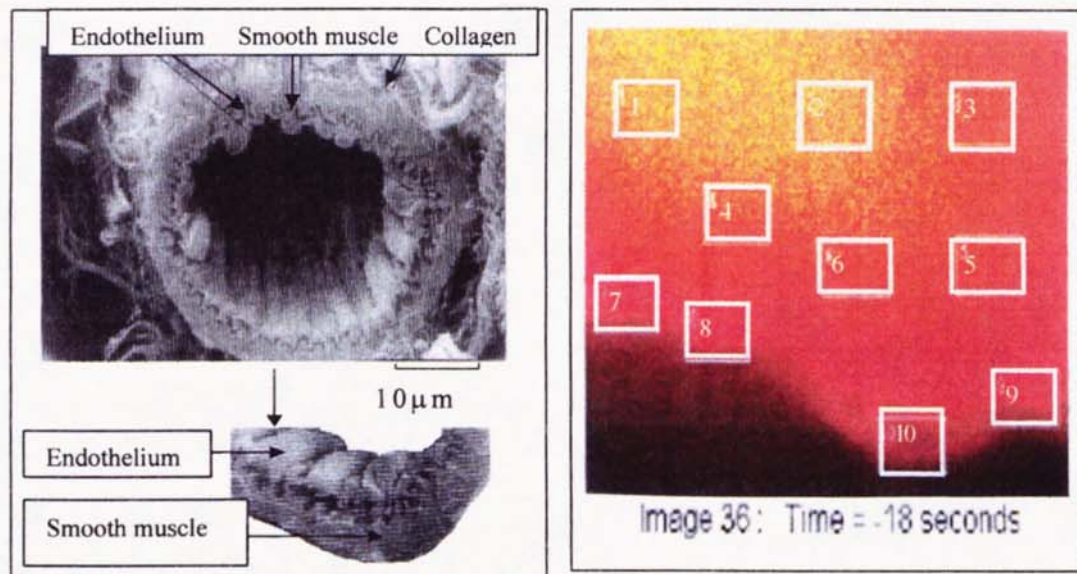 Endothelium Smooth muscle Collagen
10μm
Endothelium
Smooth muscle
1
2
3
4
6
5
7
8
9
10
Image 36: Time = -18 seconds